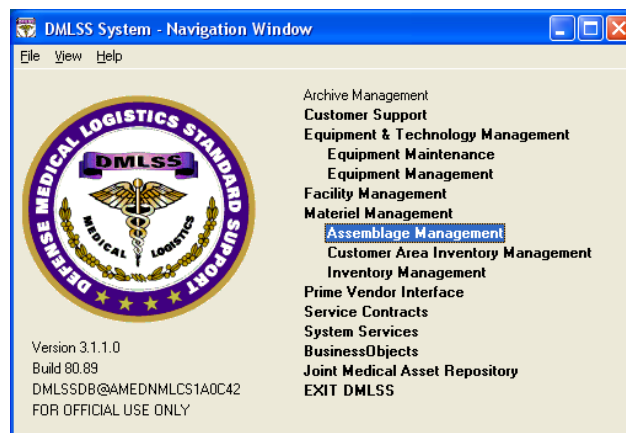 DMLSS System - Navigation Window
File View Help
DEFENSE MEDICAL LOGISTICS STANDARD SUPPORT
DMLSS
MEDICAL LOGISTICS
Version 3.1.1.0
Build 80.89
DMLSSDB@AMEDNMLCS1A0C42
FOR OFFICIAL USE ONLY
Archive Management
Customer Support
Equipment & Technology Management
Equipment Maintenance
Equipment Management
Facility Management
Materiel Management
Assemblage Management
Customer Area Inventory Management
Inventory Management
Prime Vendor Interface
Service Contracts
System Services
BusinessObjects
Joint Medical Asset Repository
EXIT DMLSS